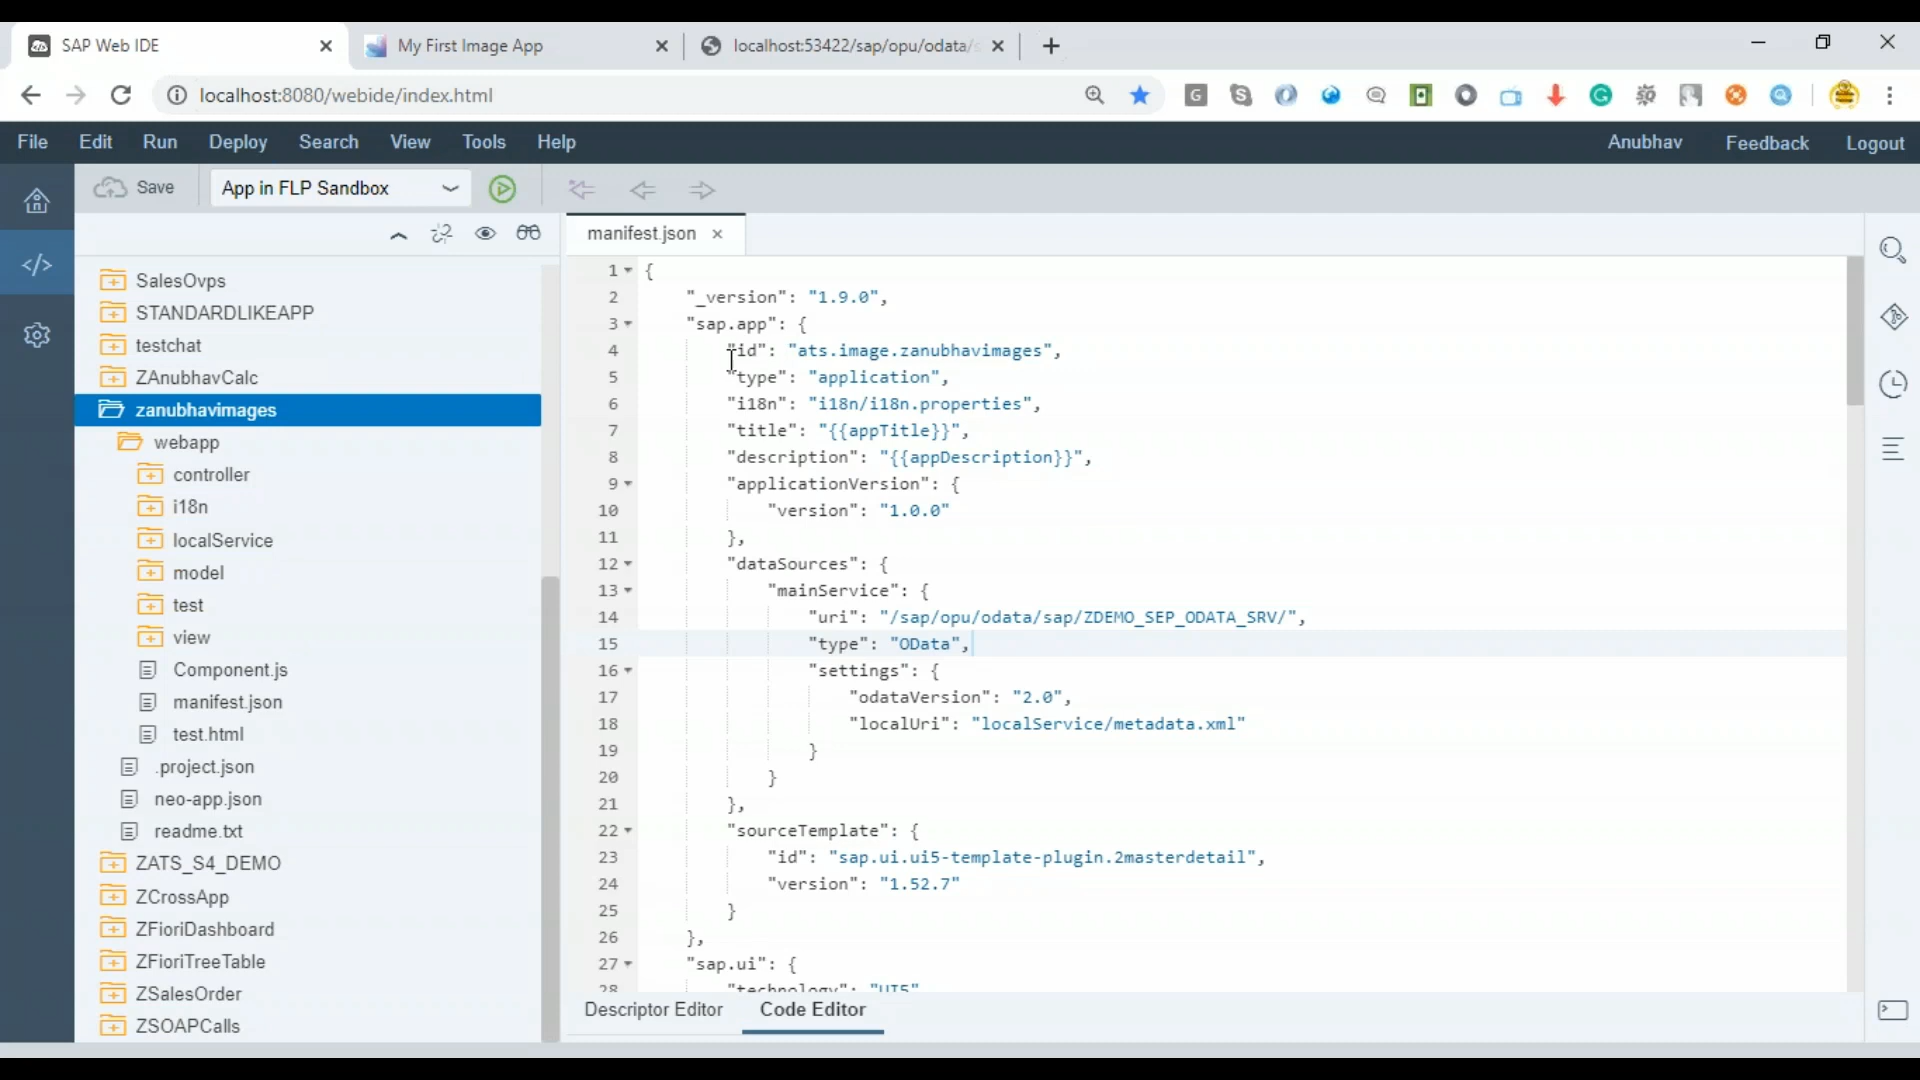 SAP Web IDE
My First Image App
localhost:53422/sap/opu/odata/
localhost:8080/webide/index.html
File Edit Run Deploy Search View Tools Help
Anubhav Feedback Logout
Save
App in FLP Sandbox
SalesOvps
STANDARDLIKEAPP
testchat
ZAnubhavCalc
zanubhavimages
webapp
controller
i18n
localService
model
test
view
Component.js
manifest.json
test.html
.project.json
neo-app.json
readme.txt
ZATS_S4_DEMO
ZCrossApp
ZFioriDashboard
ZFioriTreeTable
ZSalesOrder
ZSOAPCalls
manifest.json
1 {
2 "_version": "1.9.0",
3 "sap.app": {
4 "id": "ats.image.zanubhavimages",
5 "type": "application",
6 "i18n": "i18n/i18n.properties",
7 "title": "{{appTitle}}",
8 "description": "{{appDescription}}",
9 "applicationVersion": {
10 "version": "1.0.0"
11 },
12 "dataSources": {
13 "mainService": {
14 "uri": "/sap/opu/odata/sap/ZDEMO_SEP_ODATA_SRV/",
15 "type": "OData",
16 "settings": {
17 "odataVersion": "2.0",
18 "localUri": "localService/metadata.xml"
19 }
20 }
21 },
22 "sourceTemplate": {
23 "id": "sap.ui.ui5-template-plugin.2masterdetail",
24 "version": "1.52.7"
25 }
26 },
27 "sap.ui": {
28 "technology": "UI5"
Descriptor Editor Code Editor